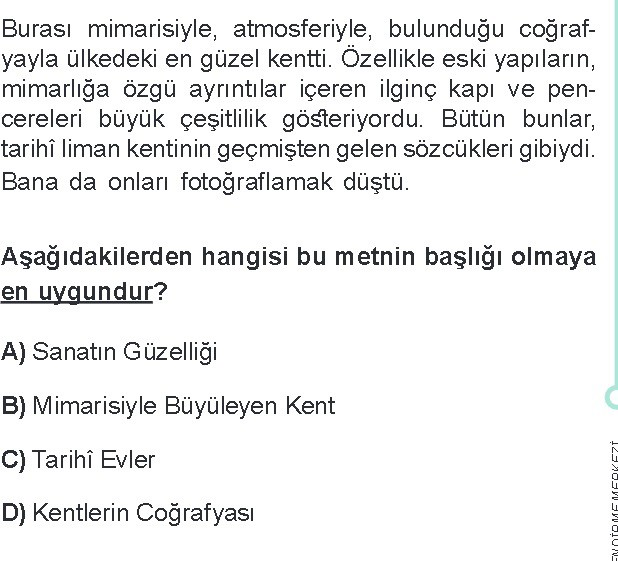 Burası mimarisiyle, atmosferiyle, bulunduğu coğraf-
yayla ülkedeki en güzel kentti. Özellikle eski yapıların,
mimarlığa özgü ayrıntılar içeren ilginç kapı ve pen-
cereleri büyük çeşitlilik gösteriyordu. Bütün bunlar,
tarihî liman kentinin geçmişten gelen sözcükleri gibiydi.
Bana da onları fotoğraflamak düştü.
Aşağıdakilerden hangisi bu metnin başlığı olmaya
en uygundur?
A) Sanatın Güzelliği
B) Mimarisiyle Büyüleyen Kent
C) Tarihî Evler
D) Kentlerin Coğrafyası